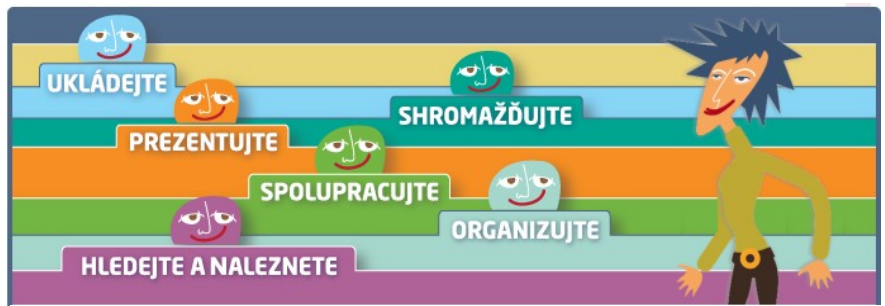 UKLÁDEJTE
SHROMAŽĎUJTE
PREZENTUJTE
SPOLUPRACUJTE
ORGANIZUJTE
HLEDEJTE A NALEZNETE